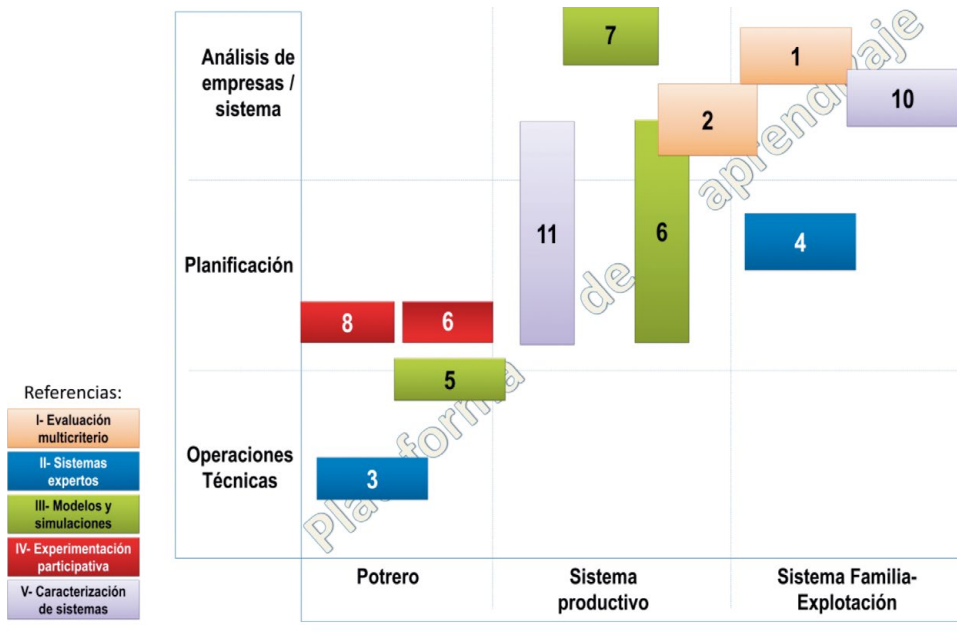 Análisis de
empresas /
sistema
7
1
10
2
Planificación
11
6
4
8
6
5
Operaciones
Técnicas
3
Plataforma de aprendizaje
Referencias:
I- Evaluación
multicriterio
II- Sistemas
expertos
III- Modelos y
simulaciones
IV- Experimentación
participativa
V- Caracterización
de sistemas
Potrero
Sistema
productivo
Sistema Familia-
Explotación